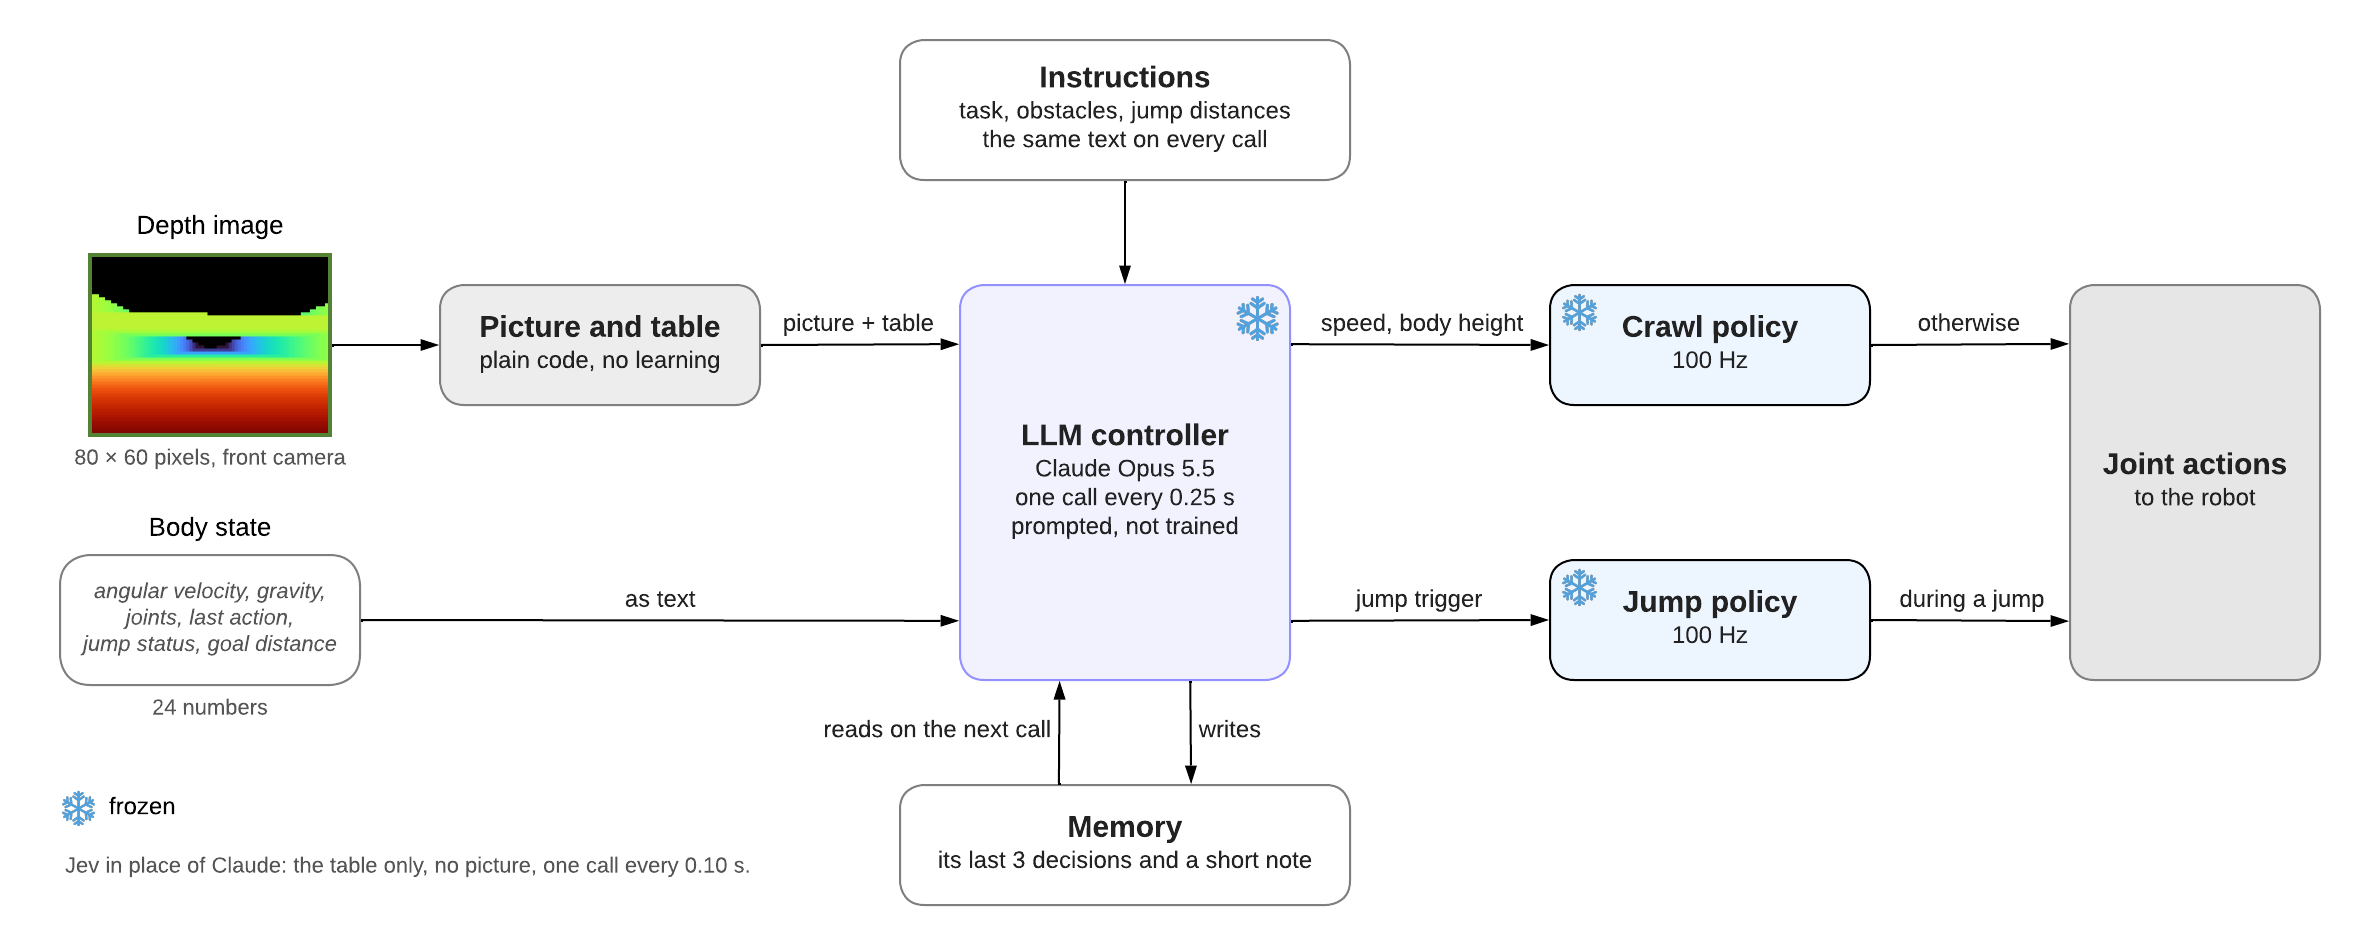 Instructions
task, obstacles, jump distances
the same text on every call
Depth image
80 × 60 pixels, front camera
Picture and table
plain code, no learning
picture + table
LLM controller
Claude Opus 5.5
one call every 0.25 s
prompted, not trained
speed, body height
Crawl policy
100 Hz
otherwise
Joint actions
to the robot
Body state
angular velocity, gravity,
joints, last action,
jump status, goal distance
24 numbers
as text
jump trigger
Jump policy
100 Hz
during a jump
reads on the next call
writes
Memory
its last 3 decisions and a short note
frozen
Jev in place of Claude: the table only, no picture, one call every 0.10 s.